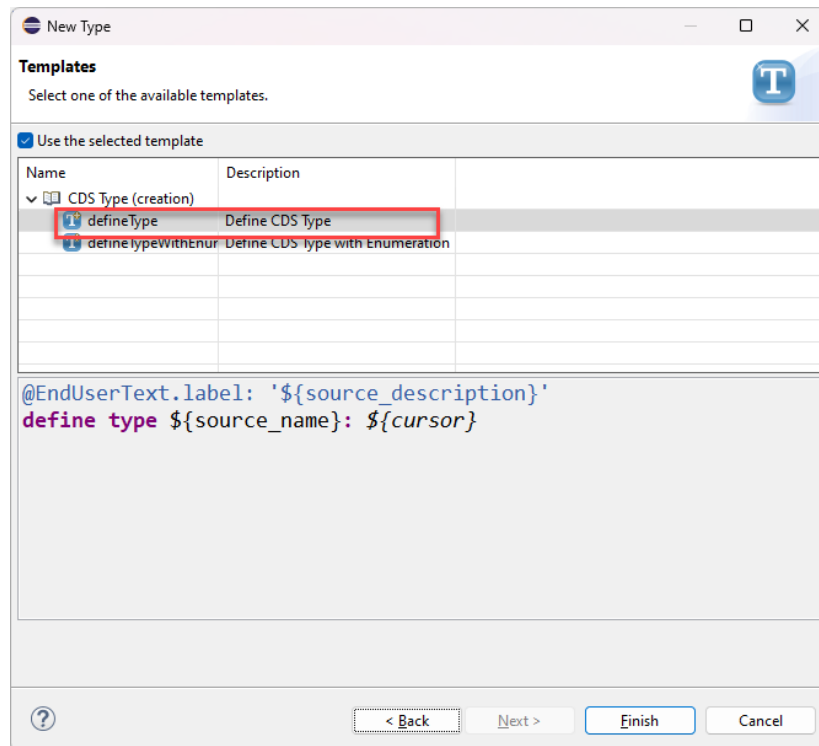 New Type
Templates
Select one of the available templates.
T
Use the selected template
Name Description
CDS Type (creation)
defineType Define CDS Type
defineTypeWithEnur Define CDS Type with Enumeration
@EndUserText.label: '${source_description}'
define type ${source_name}: ${cursor}
?
< Back Next > Finish Cancel